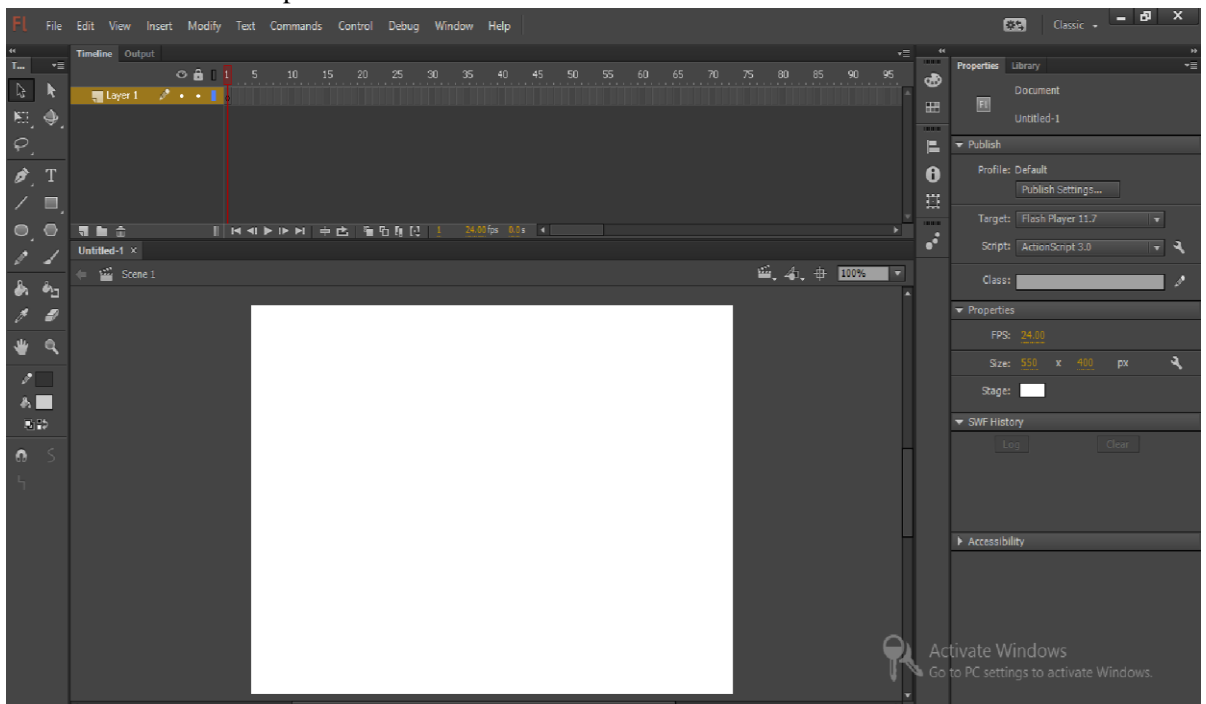 Fl File Edit View Insert Modify Text Commands Control Debug Window Help Classic
Timeline Output
1 5 10 15 20 25 30 35 40 45 50 55 60 65 70 75 80 85 90 95
Layer 1
1 24.00 fps 0.0 s
Untitled-1 ×
Scene 1
100%
T...
T
Properties Library
Fl
Document
Untitled-1
Publish
Profile: Default
Publish Settings...
Target: Flash Player 11.7
Script: ActionScript 3.0
Class:
Properties
FPS: 24.00
Size: 550 x 400 px
Stage:
SWF History
Log Clear
Accessibility
Activate Windows
Go to PC settings to activate Windows.